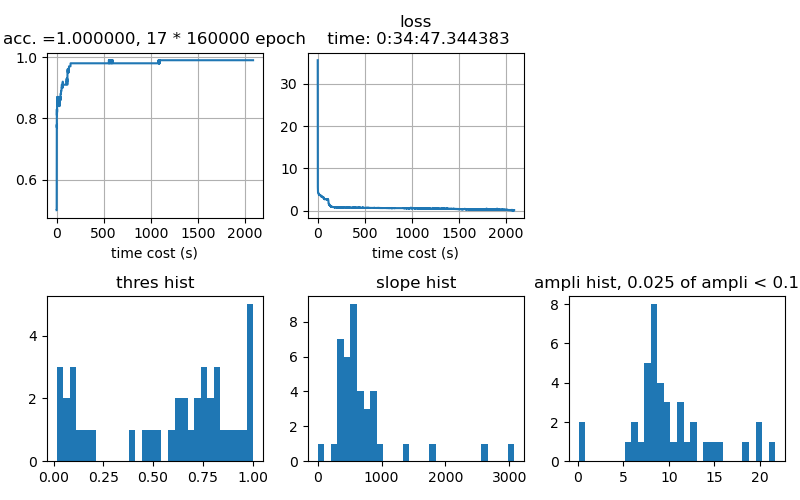 acc. =1.000000, 17 * 160000 epoch
1.0
0.8
0.6
0 500 1000 1500 2000
time cost (s)
loss
time: 0:34:47.344383
30
20
10
0
0 500 1000 1500 2000
time cost (s)
thres hist
4
2
0
0.00 0.25 0.50 0.75 1.00
slope hist
8
6
4
2
0
0 1000 2000 3000
ampli hist, 0.025 of ampli < 0.1
8
6
4
2
0
0 5 10 15 20